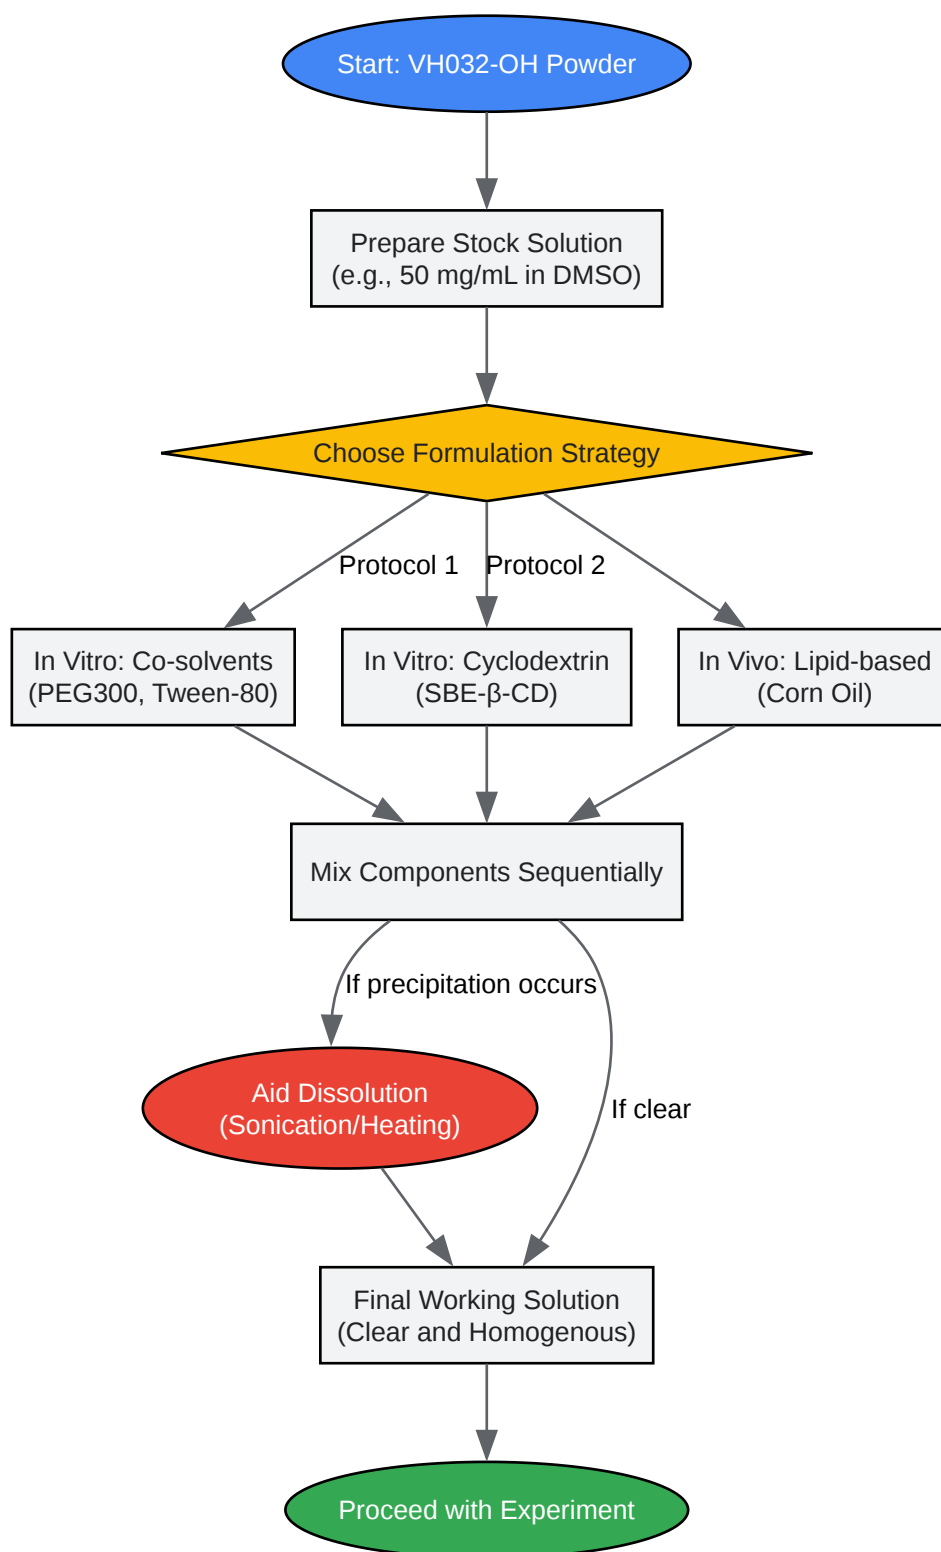 Start: VH032-OH Powder
Prepare Stock Solution
(e.g., 50 mg/mL in DMSO)
Choose Formulation Strategy
Protocol 1
Protocol 2
In Vitro: Co-solvents
(PEG300, Tween-80)
In Vitro: Cyclodextrin
(SBE-β-CD)
In Vivo: Lipid-based
(Corn Oil)
Mix Components Sequentially
If precipitation occurs
Aid Dissolution
(Sonication/Heating)
If clear
Final Working Solution
(Clear and Homogenous)
Proceed with Experiment